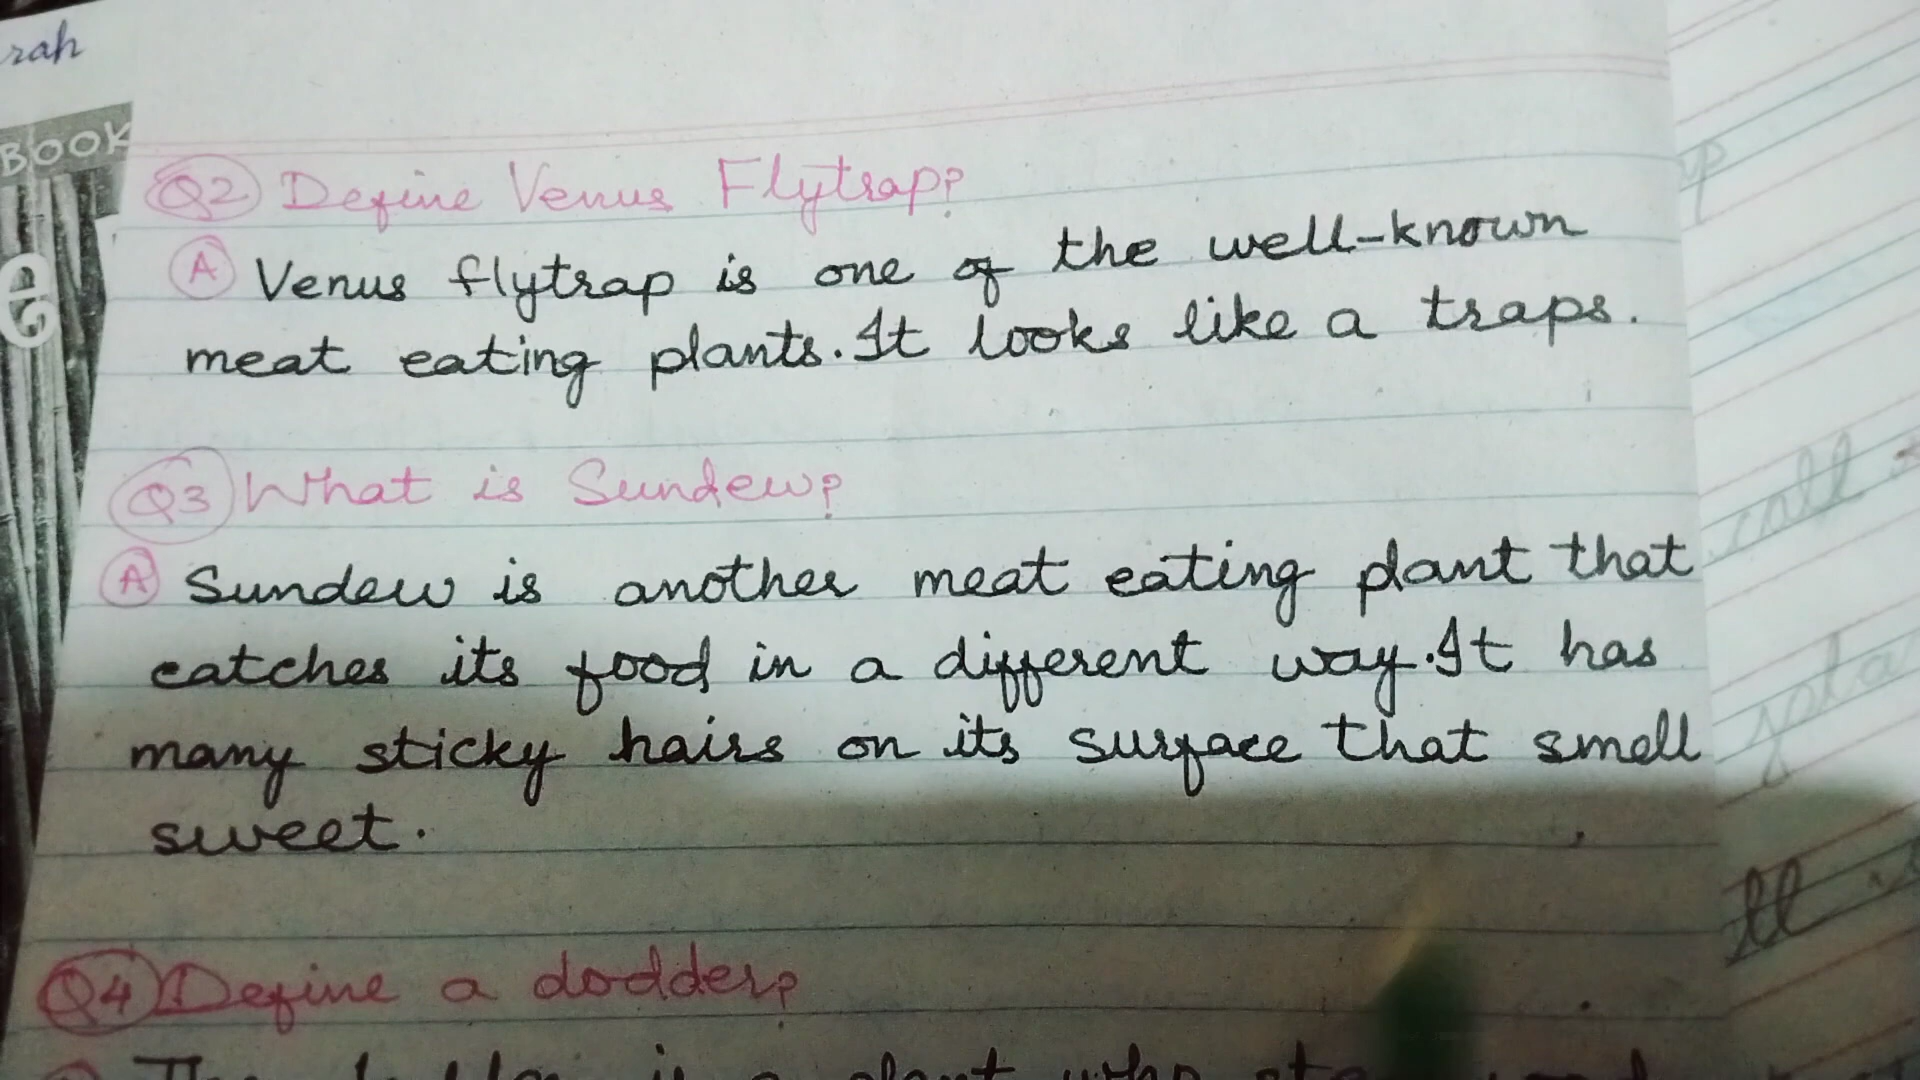 rah
BOOK
e
Q2 Define Venus Flytrap?
A Venus flytrap is one of the well-known
meat eating plants. It looks like a traps.
Q3 What is Sundew?
A Sundew is another meat eating plant that
catches its food in a different way. It has
many sticky hairs on its surface that smell
sweet.
Q4 Define a dodder?
is a plant